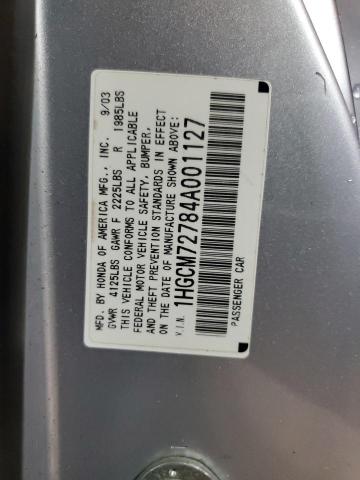 MFD. BY HONDA OF AMERICA MFG., INC. 9/03
GVWR 4125LBS GAWR F 2225LBS R 1985LBS
THIS VEHICLE CONFORMS TO ALL APPLICABLE
FEDERAL MOTOR VEHICLE SAFETY, BUMPER,
AND THEFT PREVENTION STANDARDS IN EFFECT
ON THE DATE OF MANUFACTURE SHOWN ABOVE.
V.I.N. 1HGCM72784A001127
PASSENGER CAR